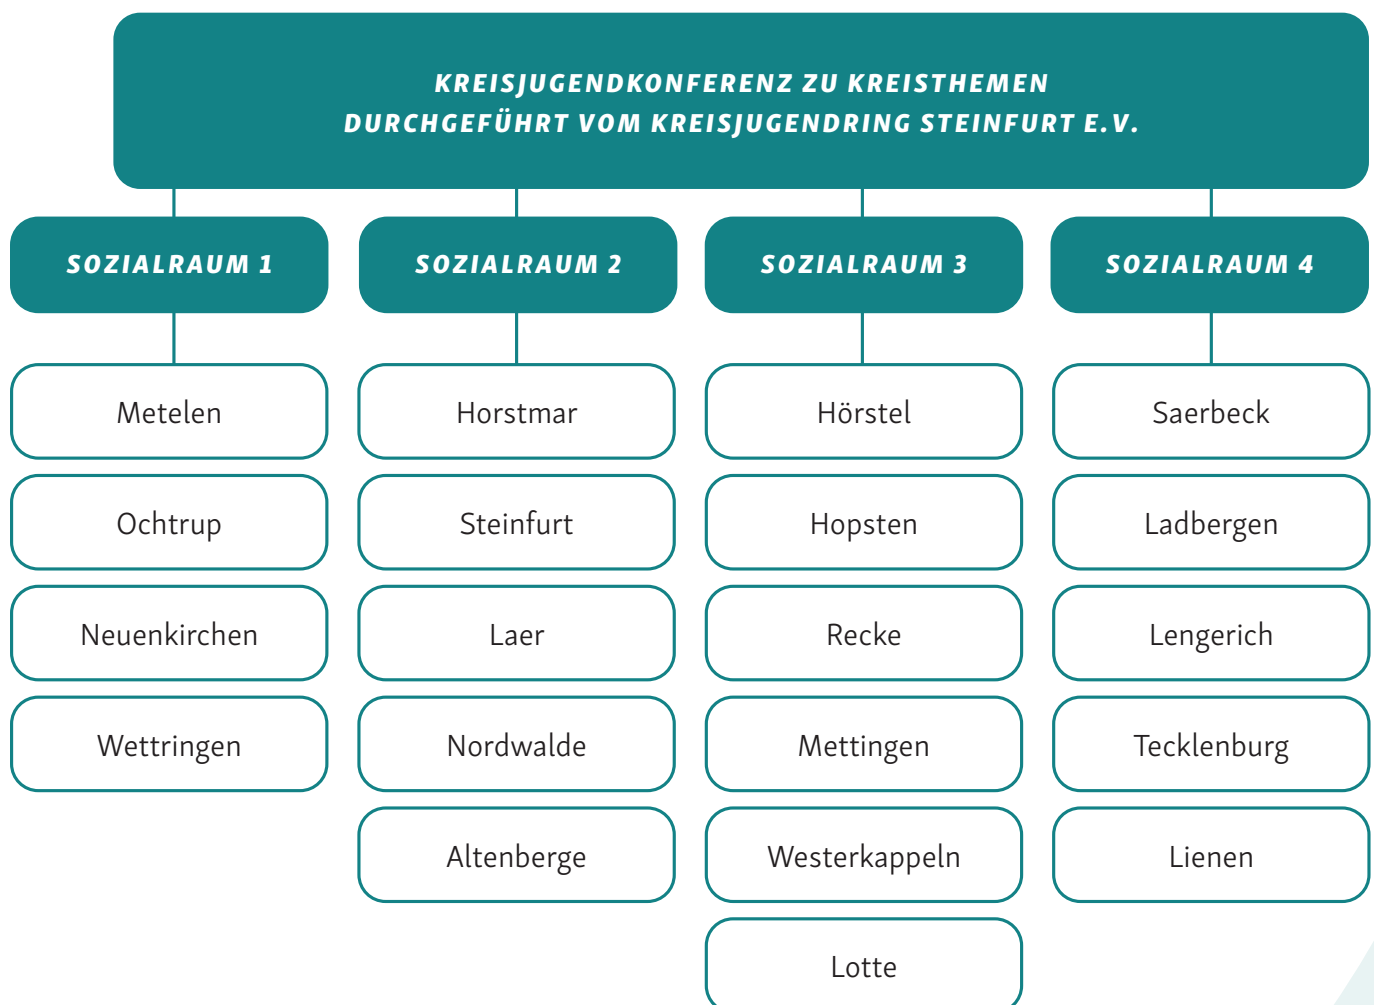 KREISJUGENDKONFERENZ ZU KREISTHEMEN
DURCHGEFÜHRT VOM KREISJUGENDRING STEINFURT E.V.
SOZIALRAUM 1
Metelen
Ochtrup
Neuenkirchen
Wettringen
SOZIALRAUM 2
Horstmar
Steinfurt
Laer
Nordwalde
Altenberge
SOZIALRAUM 3
Hörstel
Hopsten
Recke
Mettingen
Westerkappeln
Lotte
SOZIALRAUM 4
Saerbeck
Ladbergen
Lengerich
Tecklenburg
Lienen